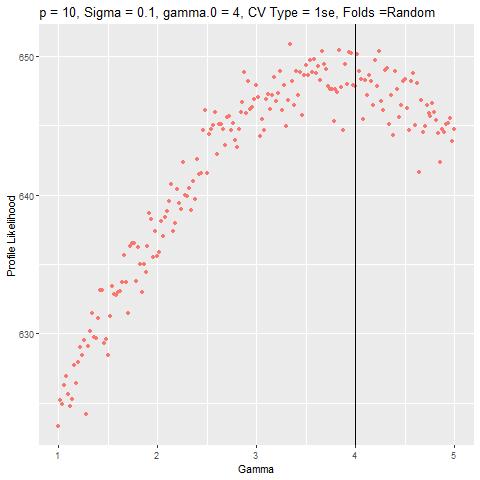 p = 10, Sigma = 0.1, gamma.0 = 4, CV Type = 1se, Folds =Random
650
640
630
Profile Likelihood
1 2 3 4 5
Gamma